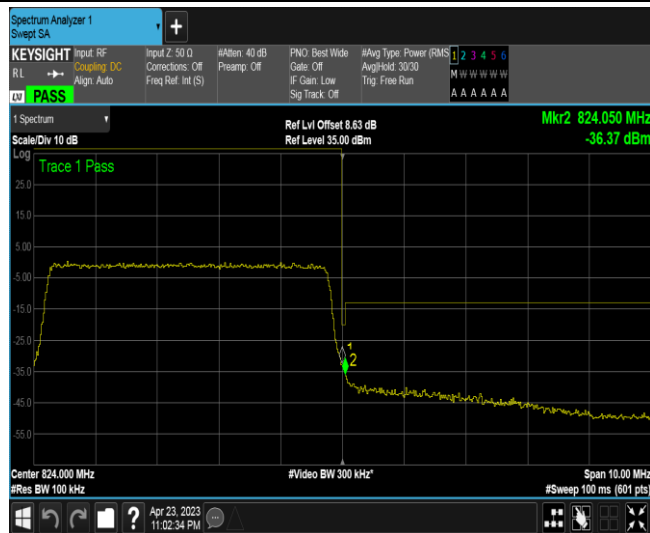 Spectrum Analyzer 1
Swept SA
+
KEYSIGHT
RL
LXI PASS
Input: RF
Coupling: DC
Align: Auto
Input Z: 50 Ω
Corrections: Off
Freq Ref: Int (S)
#Atten: 40 dB
Preamp: Off
PNO: Best Wide
Gate: Off
IF Gain: Low
Sig Track: Off
#Avg Type: Power (RMS
Avg|Hold: 30/30
Trig: Free Run
1 2 3 4 5 6
M W W W W W
A A A A A A
1 Spectrum
Scale/Div 10 dB
Ref Lvl Offset 8.63 dB
Ref Level 35.00 dBm
Mkr2 824.050 MHz
-36.37 dBm
Log
Trace 1 Pass
25.0
15.0
5.00
-5.00
-15.0
-25.0
-35.0
-45.0
-55.0
1
2
Center 824.000 MHz
#Res BW 100 kHz
#Video BW 300 kHz*
Span 10.00 MHz
#Sweep 100 ms (601 pts)
?
Apr 23, 2023
11:02:34 PM